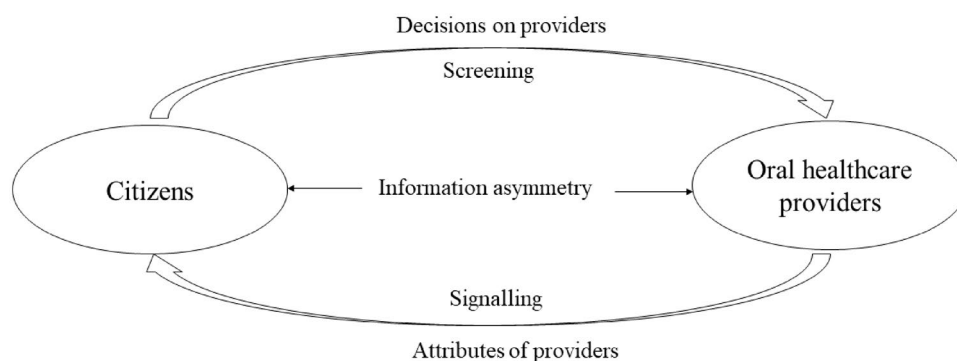 Decisions on providers
Screening
Citizens
Information asymmetry
Oral healthcare
providers
Signalling
Attributes of providers